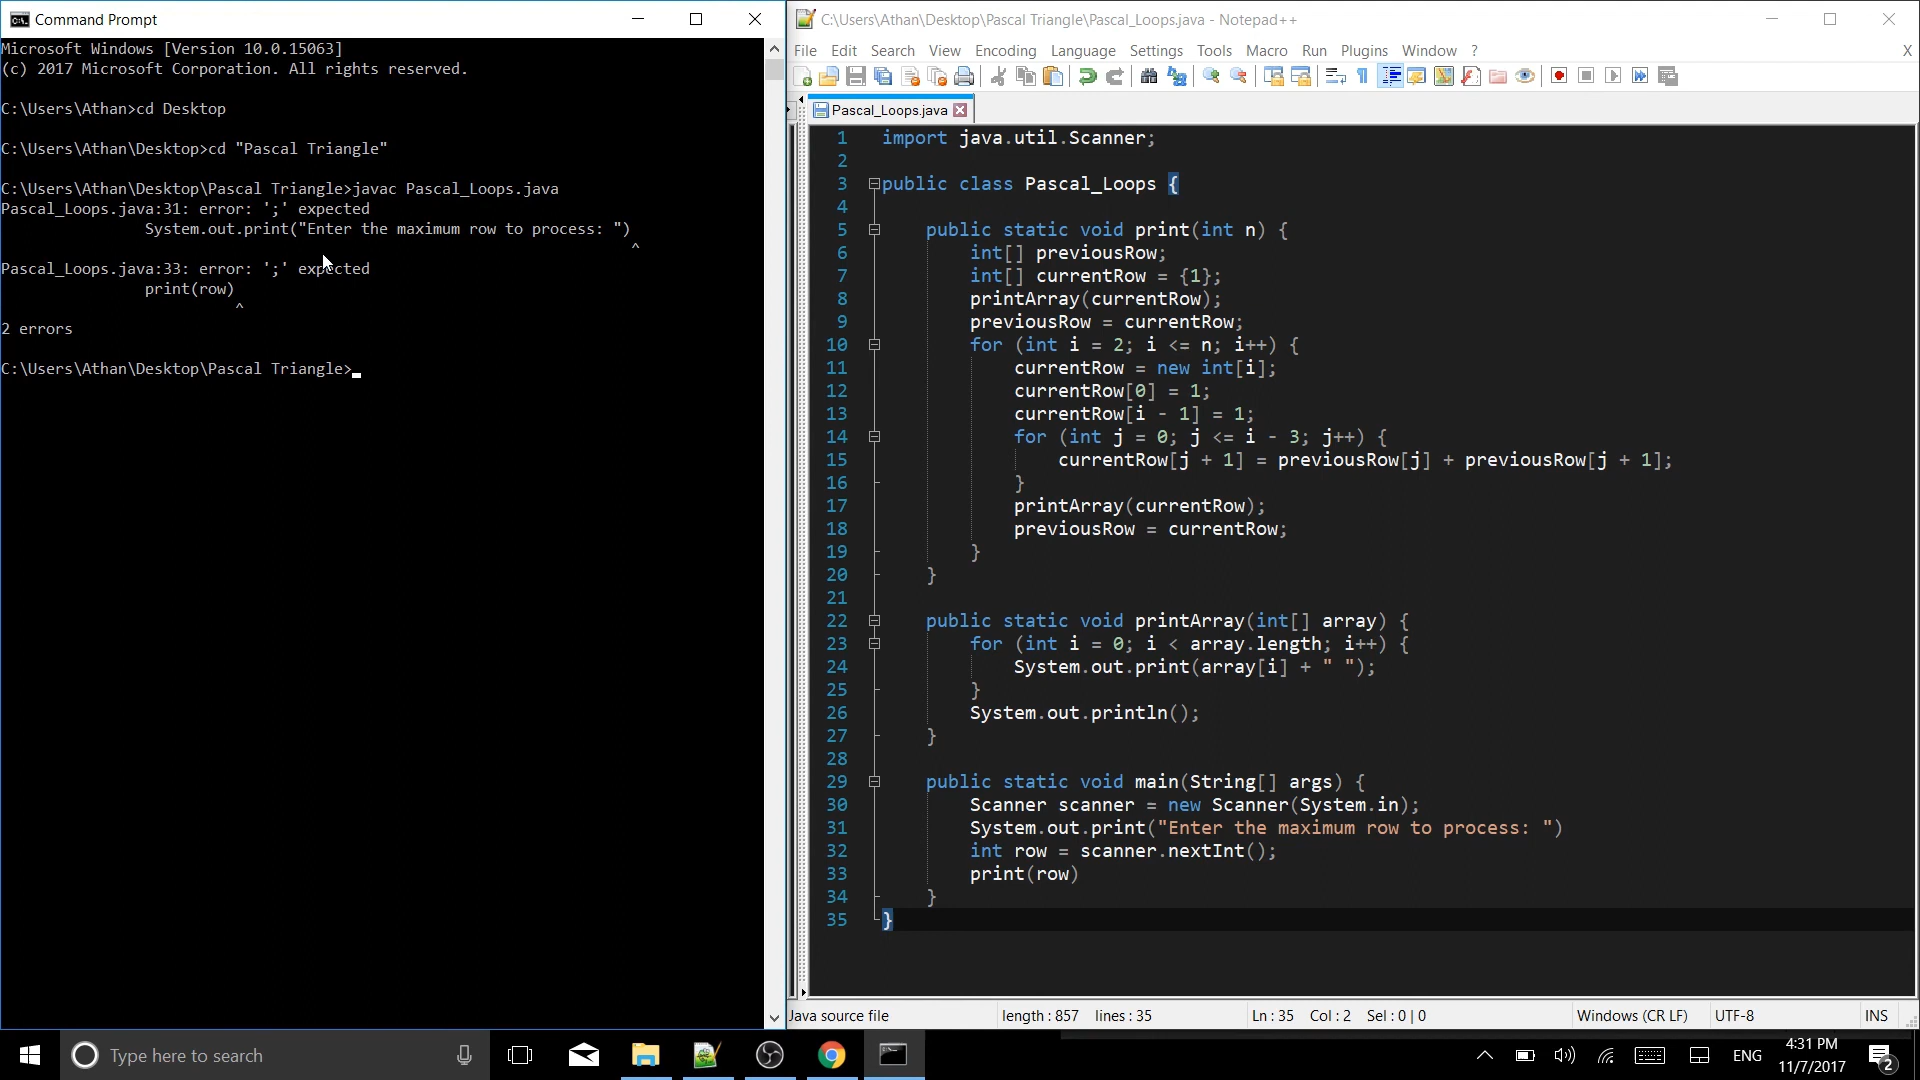 Command Prompt
Microsoft Windows [Version 10.0.15063]
(c) 2017 Microsoft Corporation. All rights reserved.
C:\Users\Athan>cd Desktop
C:\Users\Athan\Desktop>cd "Pascal Triangle"
C:\Users\Athan\Desktop\Pascal Triangle>javac Pascal_Loops.java
Pascal_Loops.java:31: error: ';' expected
System.out.print("Enter the maximum row to process: ")
^
Pascal_Loops.java:33: error: ';' expected
print(row)
^
2 errors
C:\Users\Athan\Desktop\Pascal Triangle>
C:\Users\Athan\Desktop\Pascal Triangle\Pascal_Loops.java - Notepad++
File Edit Search View Encoding Language Settings Tools Macro Run Plugins Window ? X
Pascal_Loops.java
1 import java.util.Scanner;
2
3 public class Pascal_Loops {
4
5 public static void print(int n) {
6 int[] previousRow;
7 int[] currentRow = {1};
8 printArray(currentRow);
9 previousRow = currentRow;
10 for (int i = 2; i <= n; i++) {
11 currentRow = new int[i];
12 currentRow[0] = 1;
13 currentRow[i - 1] = 1;
14 for (int j = 0; j <= i - 3; j++) {
15 currentRow[j + 1] = previousRow[j] + previousRow[j + 1];
16 }
17 printArray(currentRow);
18 previousRow = currentRow;
19 }
20 }
21
22 public static void printArray(int[] array) {
23 for (int i = 0; i < array.length; i++) {
24 System.out.print(array[i] + " ");
25 }
26 System.out.println();
27 }
28
29 public static void main(String[] args) {
30 Scanner scanner = new Scanner(System.in);
31 System.out.print("Enter the maximum row to process: ")
32 int row = scanner.nextInt();
33 print(row)
34 }
35 }
Java source file length : 857 lines : 35 Ln : 35 Col : 2 Sel : 0 | 0 Windows (CR LF) UTF-8 INS
Type here to search
ENG
4:31 PM
11/7/2017
2